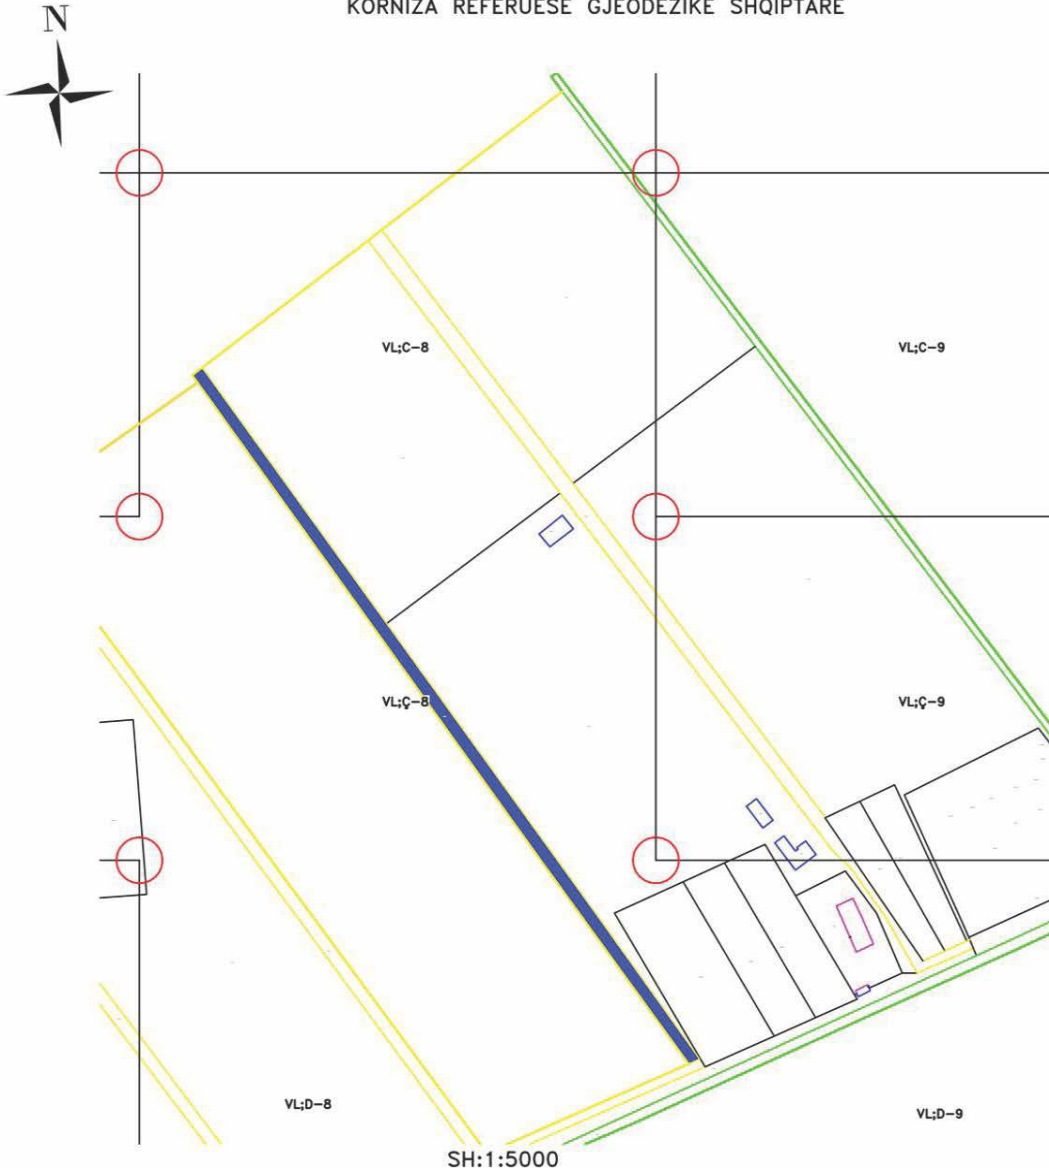 KORNIZA REFERUESE GJEODEZIKE SHQIPTARE
N
VL;C-8
VL;C-9
VL;Ç-8
VL;Ç-9
VL;D-8
VL;D-9
SH:1:5000